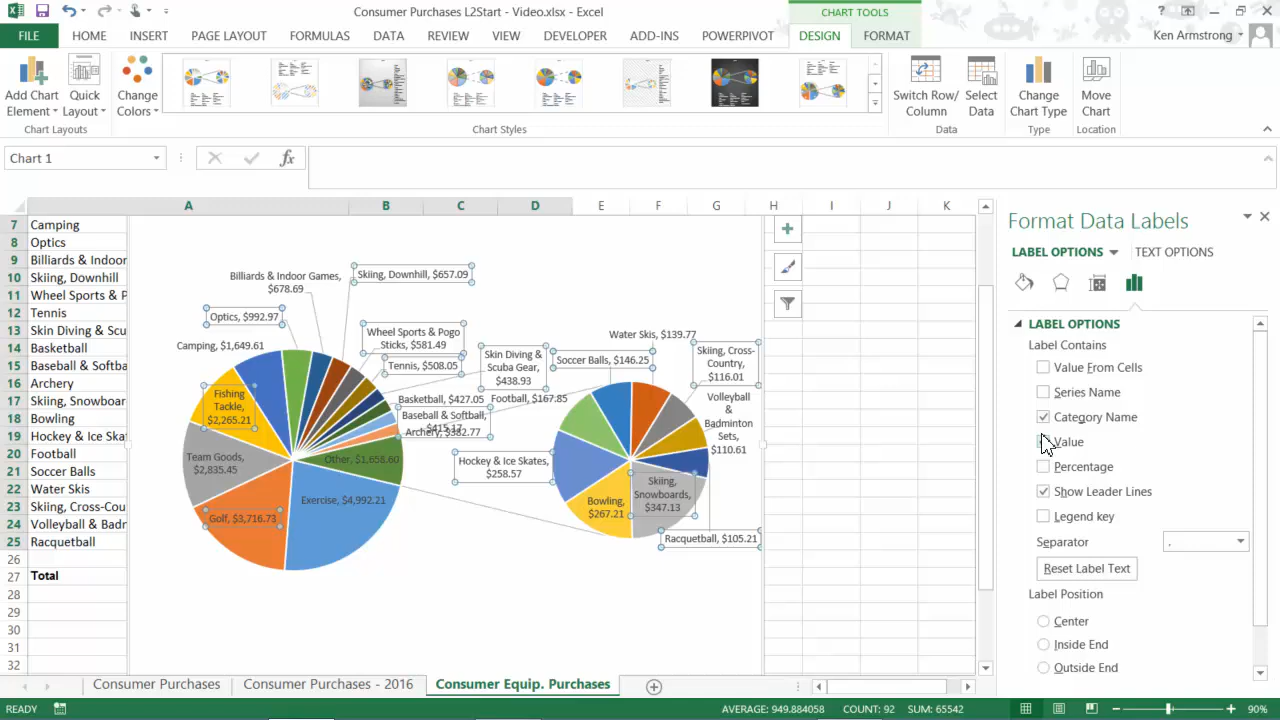 Consumer Purchases L2Start - Video.xlsx - Excel
CHART TOOLS
FILE
HOME
INSERT
PAGE LAYOUT
FORMULAS
DATA
REVIEW
VIEW
DEVELOPER
ADD-INS
POWERPIVOT
DESIGN
FORMAT
Ken Armstrong
Add Chart
Element
Quick
Layout
Change
Colors
Switch Row/
Column
Select
Data
Change
Chart Type
Move
Chart
Chart Layouts
Chart Styles
Data
Type
Location
Chart 1
fx
A B C D E F G H I J K
7 Camping
8 Optics
9 Billiards & Indoor
10 Skiing, Downhill
11 Wheel Sports & P
12 Tennis
13 Skin Diving & Scu
14 Basketball
15 Baseball & Softba
16 Archery
17 Skiing, Snowboar
18 Bowling
19 Hockey & Ice Ska
20 Football
21 Soccer Balls
22 Water Skis
23 Skiing, Cross-Cou
24 Volleyball & Badr
25 Racquetball
26
27 Total
28
29
30
31
32
Billiards & Indoor Games,
$678.69
Skiing, Downhill, $657.09
Optics, $992.97
Camping, $1,649.61
Wheel Sports & Pogo
Sticks, $581.49
Tennis, $508.05
Skin Diving &
Scuba Gear,
$438.93
Basketball, $427.05
Baseball & Softball,
$415.17
Archery, $382.77
Fishing
Tackle,
$2,265.21
Team Goods,
$2,835.45
Other, $1,658.60
Exercise, $4,992.21
Golf, $3,716.73
Water Skis, $139.77
Soccer Balls, $146.25
Skiing, Cross-
Country,
$116.01
Football, $167.85
Volleyball
&
Badminton
Sets,
$110.61
Hockey & Ice Skates,
$258.57
Bowling,
$267.21
Skiing,
Snowboards,
$347.13
Racquetball, $105.21
Format Data Labels
LABEL OPTIONS
TEXT OPTIONS
LABEL OPTIONS
Label Contains
Value From Cells
Series Name
Category Name
Value
Percentage
Show Leader Lines
Legend key
Separator ,
Reset Label Text
Label Position
Center
Inside End
Outside End
Consumer Purchases
Consumer Purchases - 2016
Consumer Equip. Purchases
READY
AVERAGE: 949.884058
COUNT: 92
SUM: 65542
90%